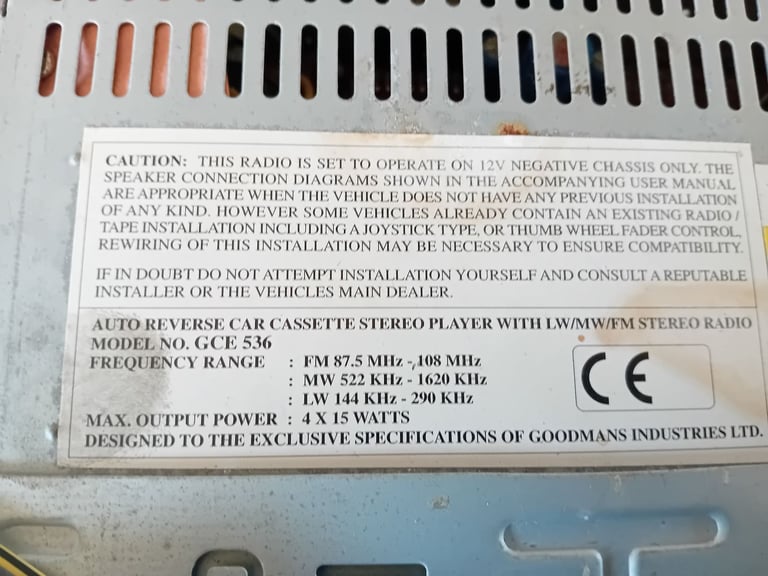 CAUTION: THIS RADIO IS SET TO OPERATE ON 12V NEGATIVE CHASSIS ONLY. THE
SPEAKER CONNECTION DIAGRAMS SHOWN IN THE ACCOMPANYING USER MANUAL
ARE APPROPRIATE WHEN THE VEHICLE DOES NOT HAVE ANY PREVIOUS INSTALLATION
OF ANY KIND. HOWEVER SOME VEHICLES ALREADY CONTAIN AN EXISTING RADIO /
TAPE INSTALLATION INCLUDING A JOYSTICK TYPE, OR THUMB WHEEL FADER CONTROL,
REWIRING OF THIS INSTALLATION MAY BE NECESSARY TO ENSURE COMPATIBILITY.
IF IN DOUBT DO NOT ATTEMPT INSTALLATION YOURSELF AND CONSULT A REPUTABLE
INSTALLER OR THE VEHICLES MAIN DEALER.
AUTO REVERSE CAR CASSETTE STEREO PLAYER WITH LW/MW/FM STEREO RADIO
MODEL NO. GCE 536
FREQUENCY RANGE : FM 87.5 MHz - 108 MHz
: MW 522 KHz - 1620 KHz
: LW 144 KHz - 290 KHz
CE
MAX. OUTPUT POWER : 4 X 15 WATTS
DESIGNED TO THE EXCLUSIVE SPECIFICATIONS OF GOODMANS INDUSTRIES LTD.